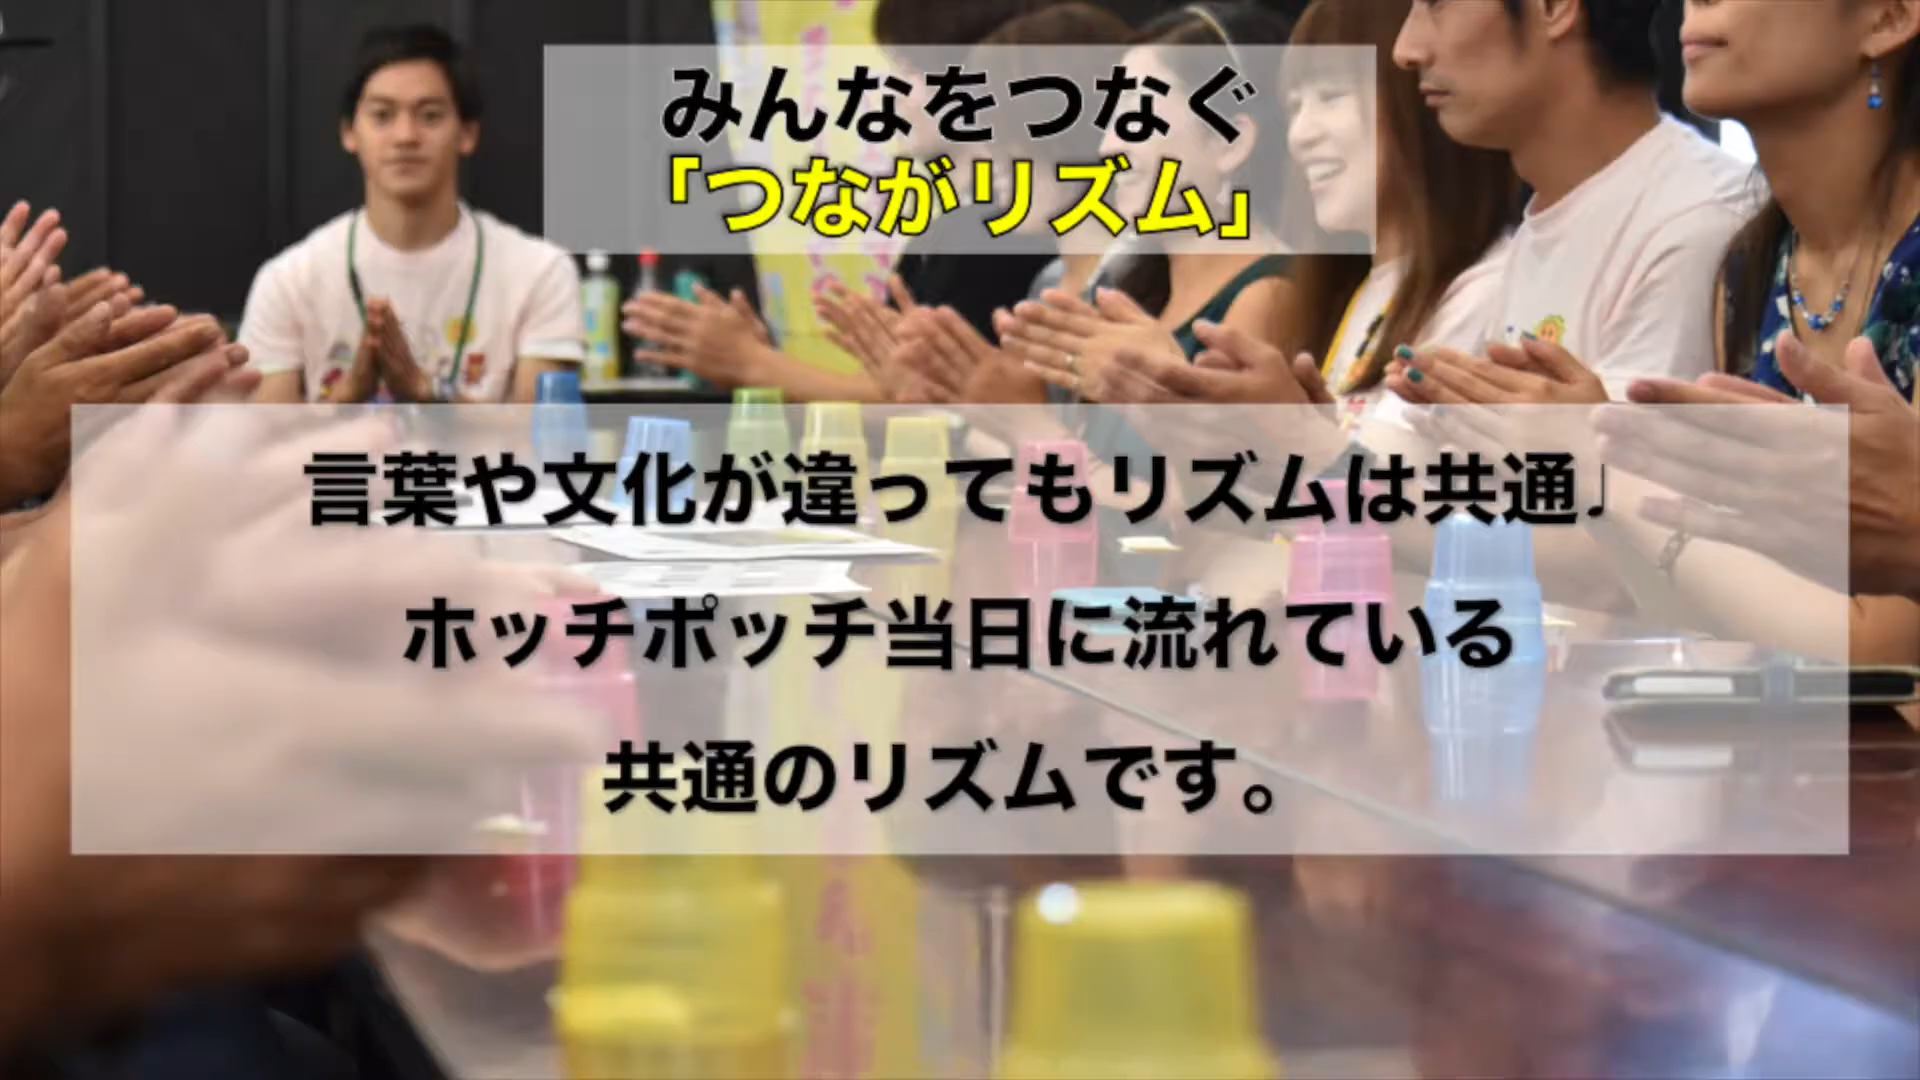 みんなをつなぐ
「つながリズム」
言葉や文化が違ってもリズムは共通♩
ホッチポッチ当日に流れている
共通のリズムです。